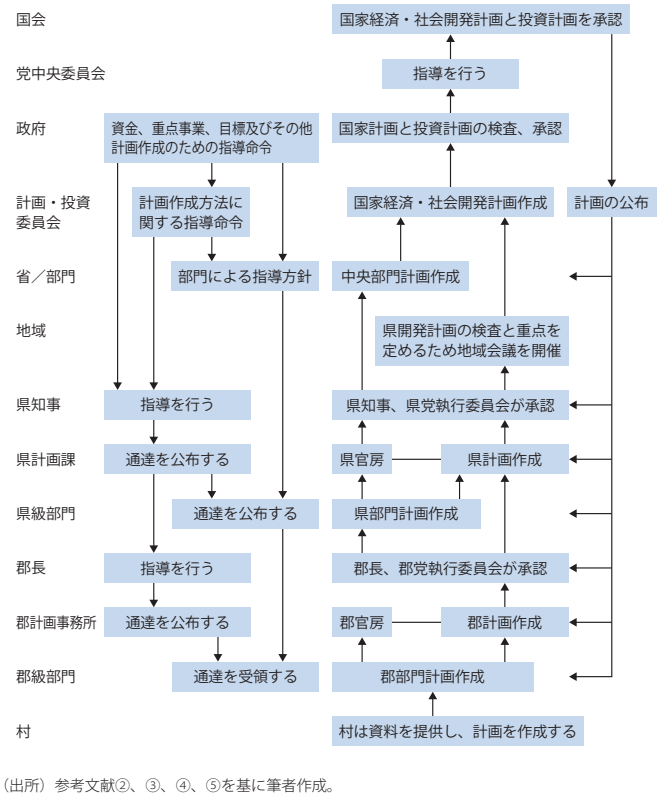 国会
国家経済・社会開発計画と投資計画を承認
党中央委員会
指導を行う
政府
資金、重点事業、目標及びその他
計画作成のための指導命令
国家計画と投資計画の検査、承認
計画・投資
委員会
計画作成方法に
関する指導命令
国家経済・社会開発計画作成
計画の公布
省／部門
部門による指導方針
中央部門計画作成
地域
県開発計画の検査と重点を
定めるため地域会議を開催
県知事
指導を行う
県知事、県党執行委員会が承認
県計画課
通達を公布する
県官房
県計画作成
県級部門
通達を公布する
県部門計画作成
郡長
指導を行う
郡長、郡党執行委員会が承認
郡計画事務所
通達を公布する
郡官房
郡計画作成
郡級部門
通達を受領する
郡部門計画作成
村
村は資料を提供し、計画を作成する
（出所）参考文献②、③、④、⑤を基に筆者作成。